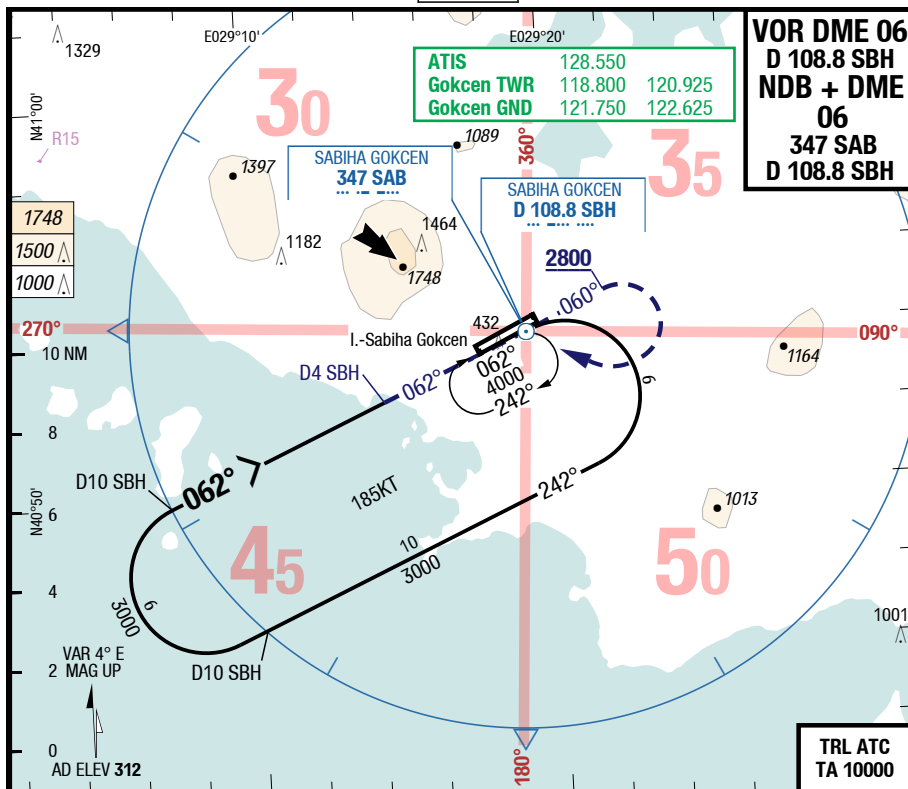 VOR DME 06
D 108.8 SBH
NDB + DME
06
347 SAB
D 108.8 SBH
1329
E029°10'
E029°20'
ATIS 128.550
Gokcen TWR 118.800 120.925
Gokcen GND 121.750 122.625
N41°00'
R15
30
35
360°
1397
1089
SABIHA GOKCEN
347 SAB
SABIHA GOKCEN
D 108.8 SBH
1748
1500
1000
1182
1464
1748
2800
060°
270°
090°
432
I.-Sabiha Gokcen
1164
10 NM
D4 SBH
062°
062°
4000
242°
6
8
D10 SBH
062°
185KT
242°
1013
N40°50'
6
45
50
10
3000
4
6
3000
1001
VAR 4° E
MAG UP
D10 SBH
2
0
AD ELEV 312
180°
TRL ATC
TA 10000